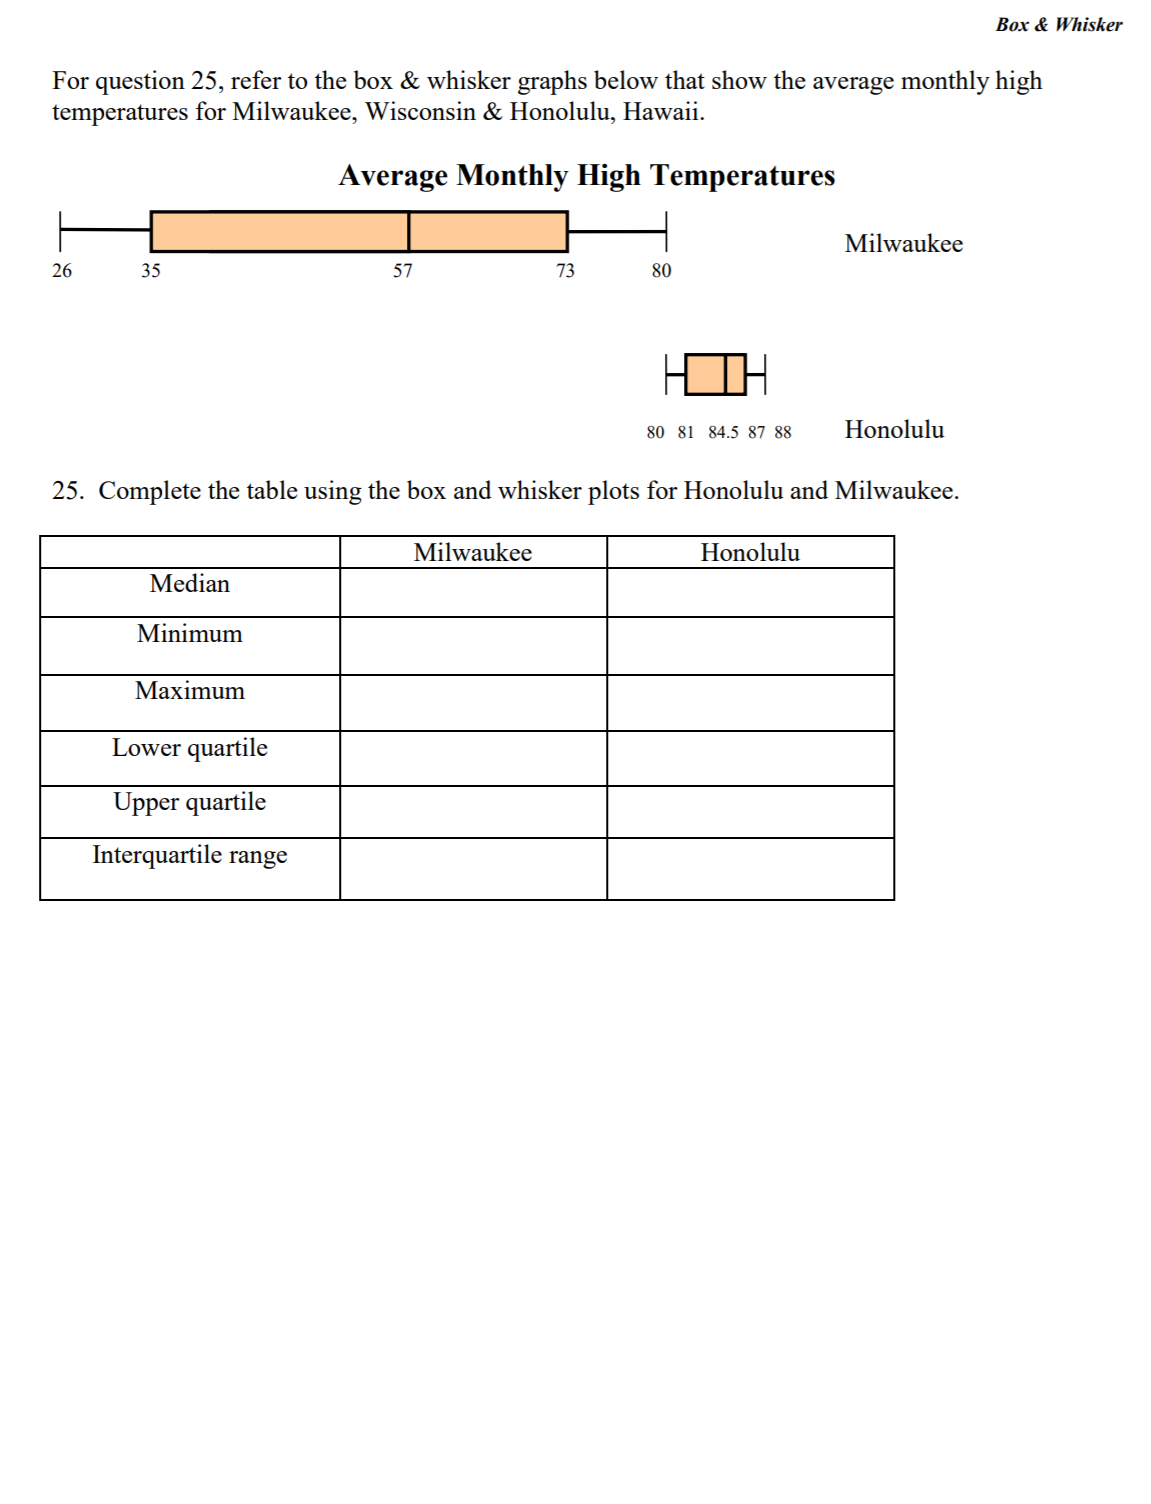 Box & Whisker
For question 25, refer to the box & whisker graphs below that show the average monthly high
temperatures for Milwaukee, Wisconsin & Honolulu, Hawaii.
Average Monthly High Temperatures
Milwaukee
26 35 57 73 80
80 81 84.5 87 88 Honolulu
25. Complete the table using the box and whisker plots for Honolulu and Milwaukee.
Milwaukee Honolulu
Median
Minimum
Maximum
Lower quartile
Upper quartile
Interquartile range